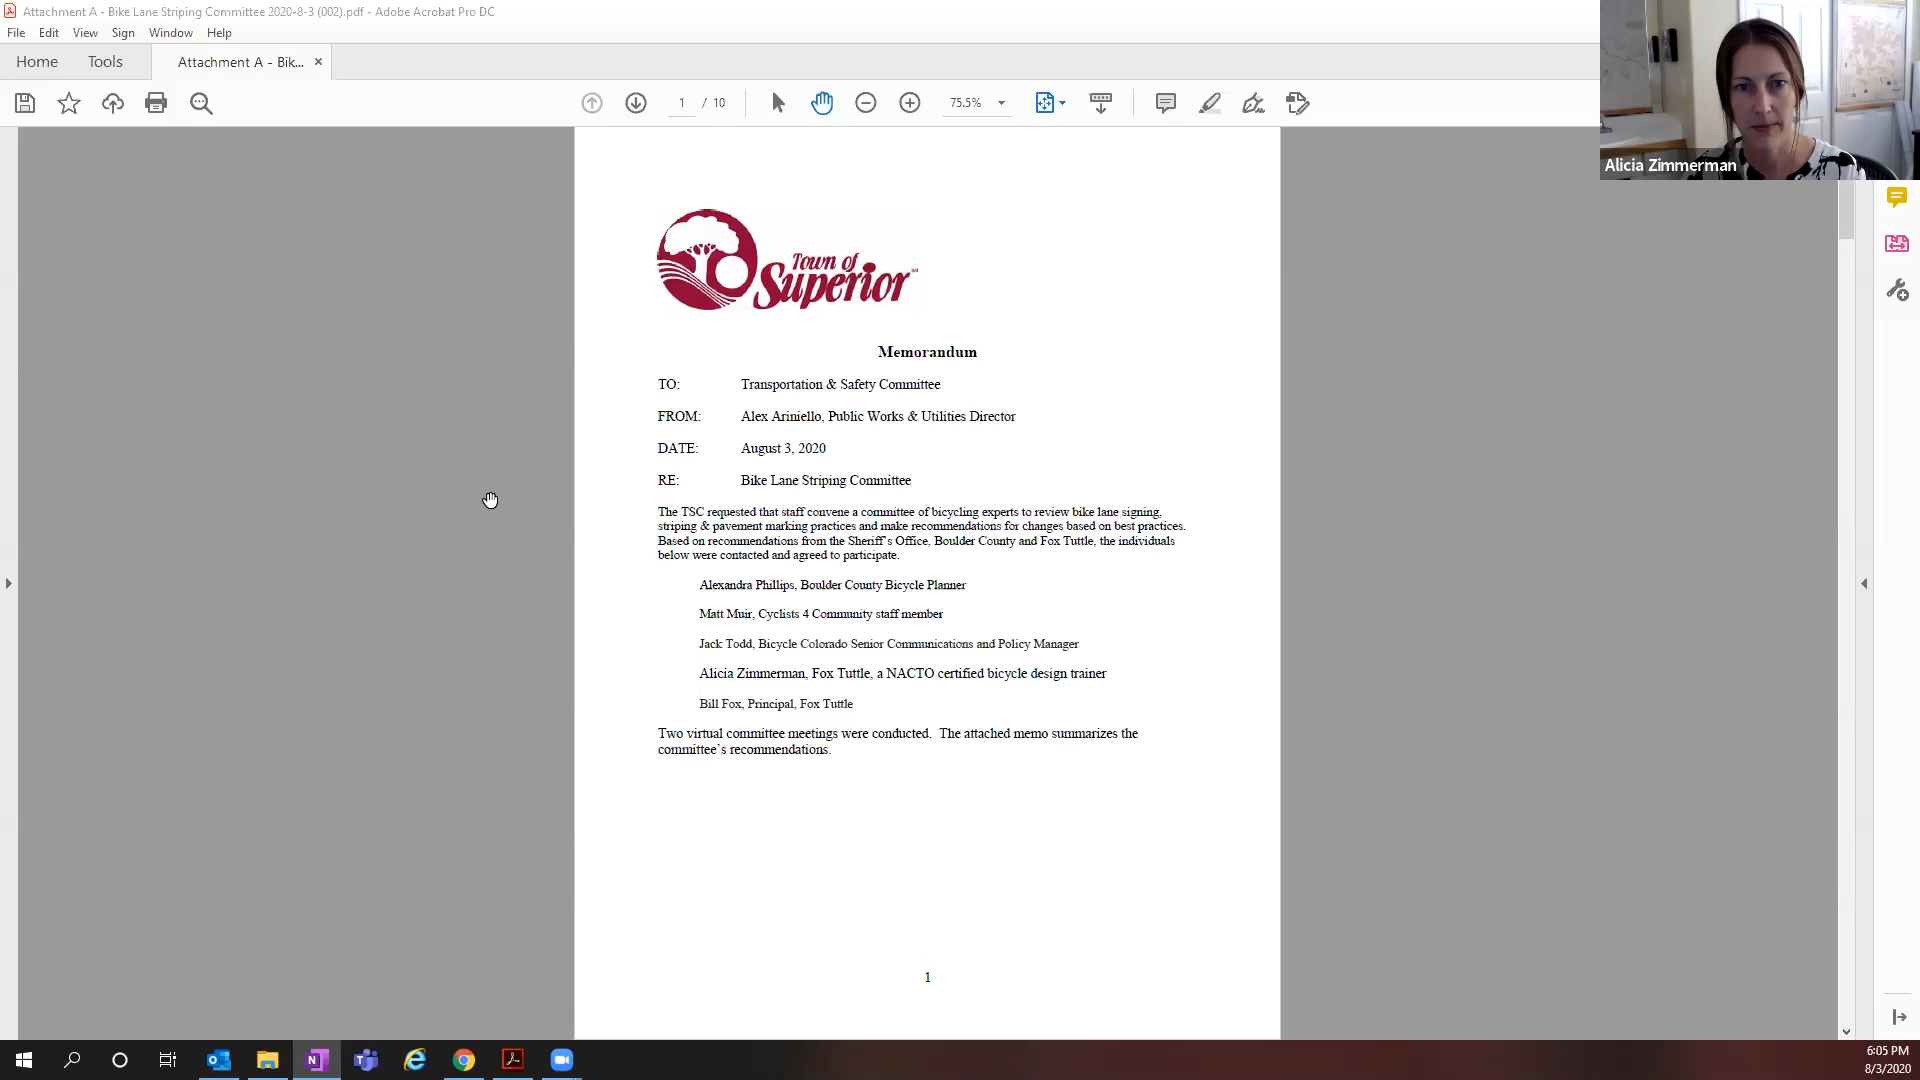 Attachment A - Bike Lane Striping Committee 2020-8-3 (002).pdf - Adobe Acrobat Pro DC
File Edit View Sign Window Help
Home Tools Attachment A - Bik... ×
1 / 10 75.5%
Alicia Zimmerman
Town of
Superior
Memorandum
TO: Transportation & Safety Committee
FROM: Alex Ariniello, Public Works & Utilities Director
DATE: August 3, 2020
RE: Bike Lane Striping Committee
The TSC requested that staff convene a committee of bicycling experts to review bike lane signing,
striping & pavement marking practices and make recommendations for changes based on best practices.
Based on recommendations from the Sheriff's Office, Boulder County and Fox Tuttle, the individuals
below were contacted and agreed to participate.
Alexandra Phillips, Boulder County Bicycle Planner
Matt Muir, Cyclists 4 Community staff member
Jack Todd, Bicycle Colorado Senior Communications and Policy Manager
Alicia Zimmerman, Fox Tuttle, a NACTO certified bicycle design trainer
Bill Fox, Principal, Fox Tuttle
Two virtual committee meetings were conducted. The attached memo summarizes the
committee's recommendations.
1
6:05 PM
8/3/2020